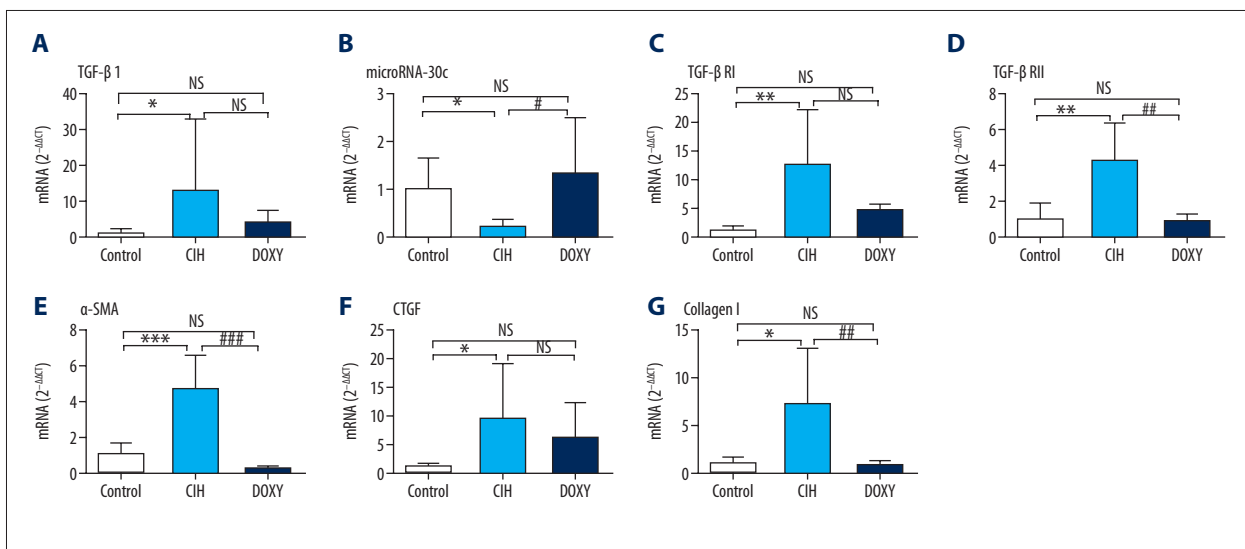 A
TGF-β 1
NS
*
NS
mRNA (2^−ΔΔCT)
40
30
20
10
0
Control CIH DOXY
B
microRNA-30c
NS
*
#
mRNA (2^−ΔΔCT)
3
2
1
0
Control CIH DOXY
C
TGF-β RI
NS
**
NS
mRNA (2^−ΔΔCT)
25
20
15
10
5
0
Control CIH DOXY
D
TGF-β RII
NS
**
##
mRNA (2^−ΔΔCT)
8
6
4
2
0
Control CIH DOXY
E
α-SMA
NS
***
###
mRNA (2^−ΔΔCT)
8
6
4
2
0
Control CIH DOXY
F
CTGF
NS
*
NS
mRNA (2^−ΔΔCT)
25
20
15
10
5
0
Control CIH DOXY
G
Collagen I
NS
*
##
mRNA (2^−ΔΔCT)
15
10
5
0
Control CIH DOXY